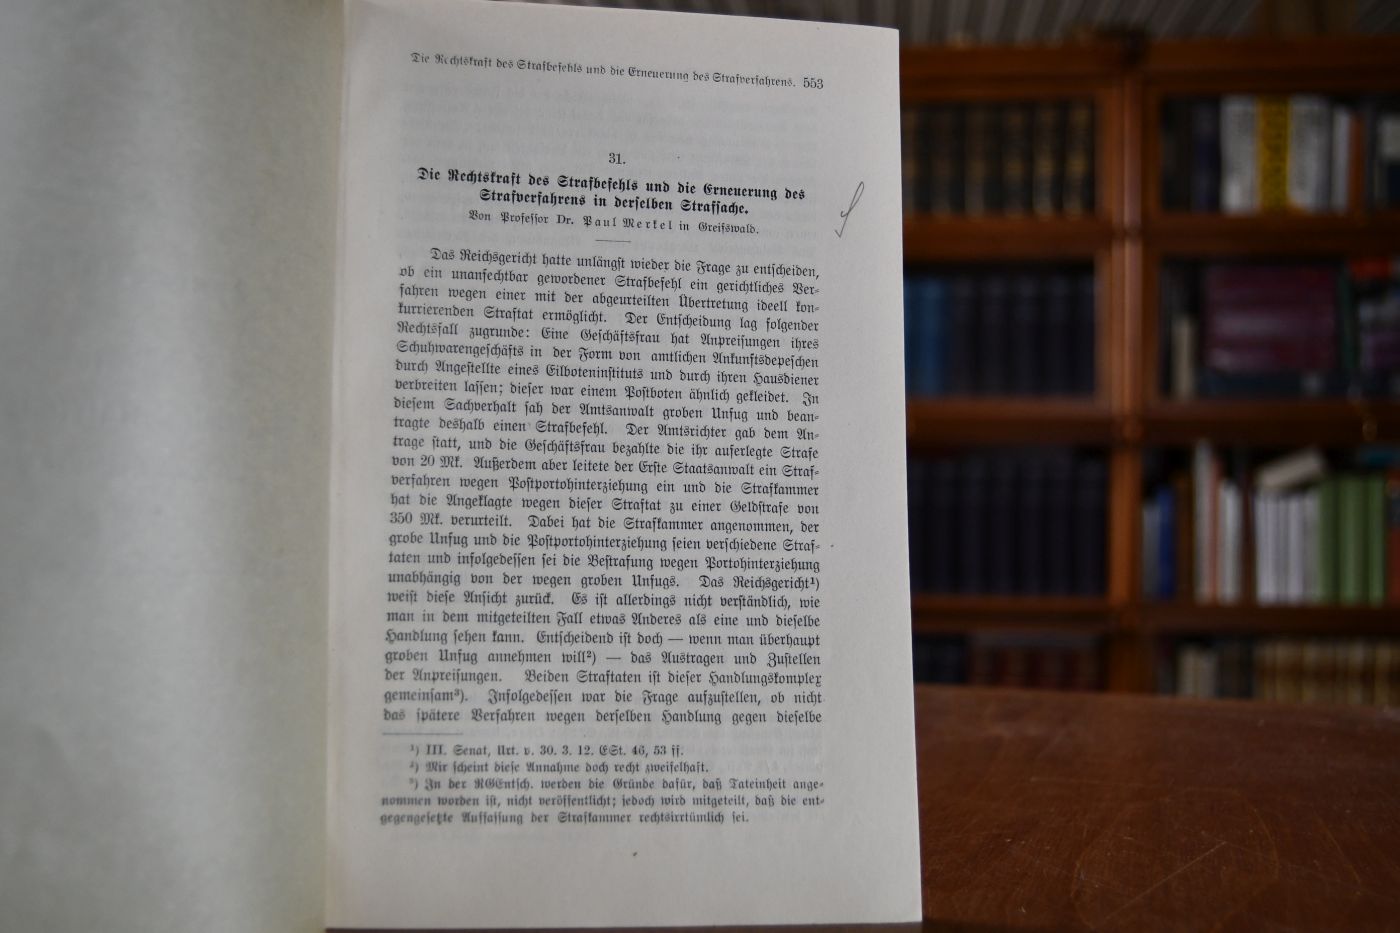 Die Rechtskraft des Strafbefehls und die Erneuerung des Strafverfahrens. 553
31.
Die Rechtskraft des Strafbefehls und die Erneuerung des
Strafverfahrens in derselben Strafsache.
Von Professor Dr. Paul Merkel in Greifswald.
Das Reichsgericht hatte unlängst wieder die Frage zu entscheiden,
ob ein unanfechtbar gewordener Strafbefehl ein gerichtliches Ver-
fahren wegen einer mit der abgeurteilten Übertretung ideell kon-
kurrierenden Straftat ermöglicht. Der Entscheidung lag folgender
Rechtsfall zugrunde: Eine Geschäftsfrau hat Anpreisungen ihres
Schuhwarengeschäfts in der Form von amtlichen Ankunftsdepeschen
durch Angestellte eines Eilboteninstituts und durch ihren Hausdiener
verbreiten lassen; dieser war einem Postboten ähnlich gekleidet. In
diesem Sachverhalt sah der Amtsanwalt groben Unfug und bean-
tragte deshalb einen Strafbefehl. Der Amtsrichter gab dem An-
trage statt, und die Geschäftsfrau bezahlte die ihr auferlegte Strafe
von 20 Mk. Außerdem aber leitete der Erste Staatsanwalt ein Straf-
verfahren wegen Postportohinterziehung ein und die Strafkammer
hat die Angeklagte wegen dieser Straftat zu einer Geldstrafe von
350 Mk. verurteilt. Dabei hat die Strafkammer angenommen, der
grobe Unfug und die Postportohinterziehung seien verschiedene Straf-
taten und infolgedessen sei die Bestrafung wegen Portohinterziehung
unabhängig von der wegen groben Unfugs. Das Reichsgericht¹)
weist diese Ansicht zurück. Es ist allerdings nicht verständlich, wie
man in dem mitgeteilten Fall etwas Anderes als eine und dieselbe
Handlung sehen kann. Entscheidend ist doch — wenn man überhaupt
groben Unfug annehmen will²) — das Austragen und Zustellen
der Anpreisungen. Beiden Straftaten ist dieser Handlungskomplex
gemeinsam³). Infolgedessen war die Frage aufzustellen, ob nicht
das spätere Verfahren wegen derselben Handlung gegen dieselbe
¹) III. Senat, Urt. v. 30. 3. 12. ESt. 46, 53 ff.
²) Mir scheint diese Annahme doch recht zweifelhaft.
³) In der RGEntsch. werden die Gründe dafür, daß Tateinheit ange-
nommen worden ist, nicht veröffentlicht; jedoch wird mitgeteilt, daß die ent-
gegengesetzte Auffassung der Strafkammer rechtsirrtümlich sei.